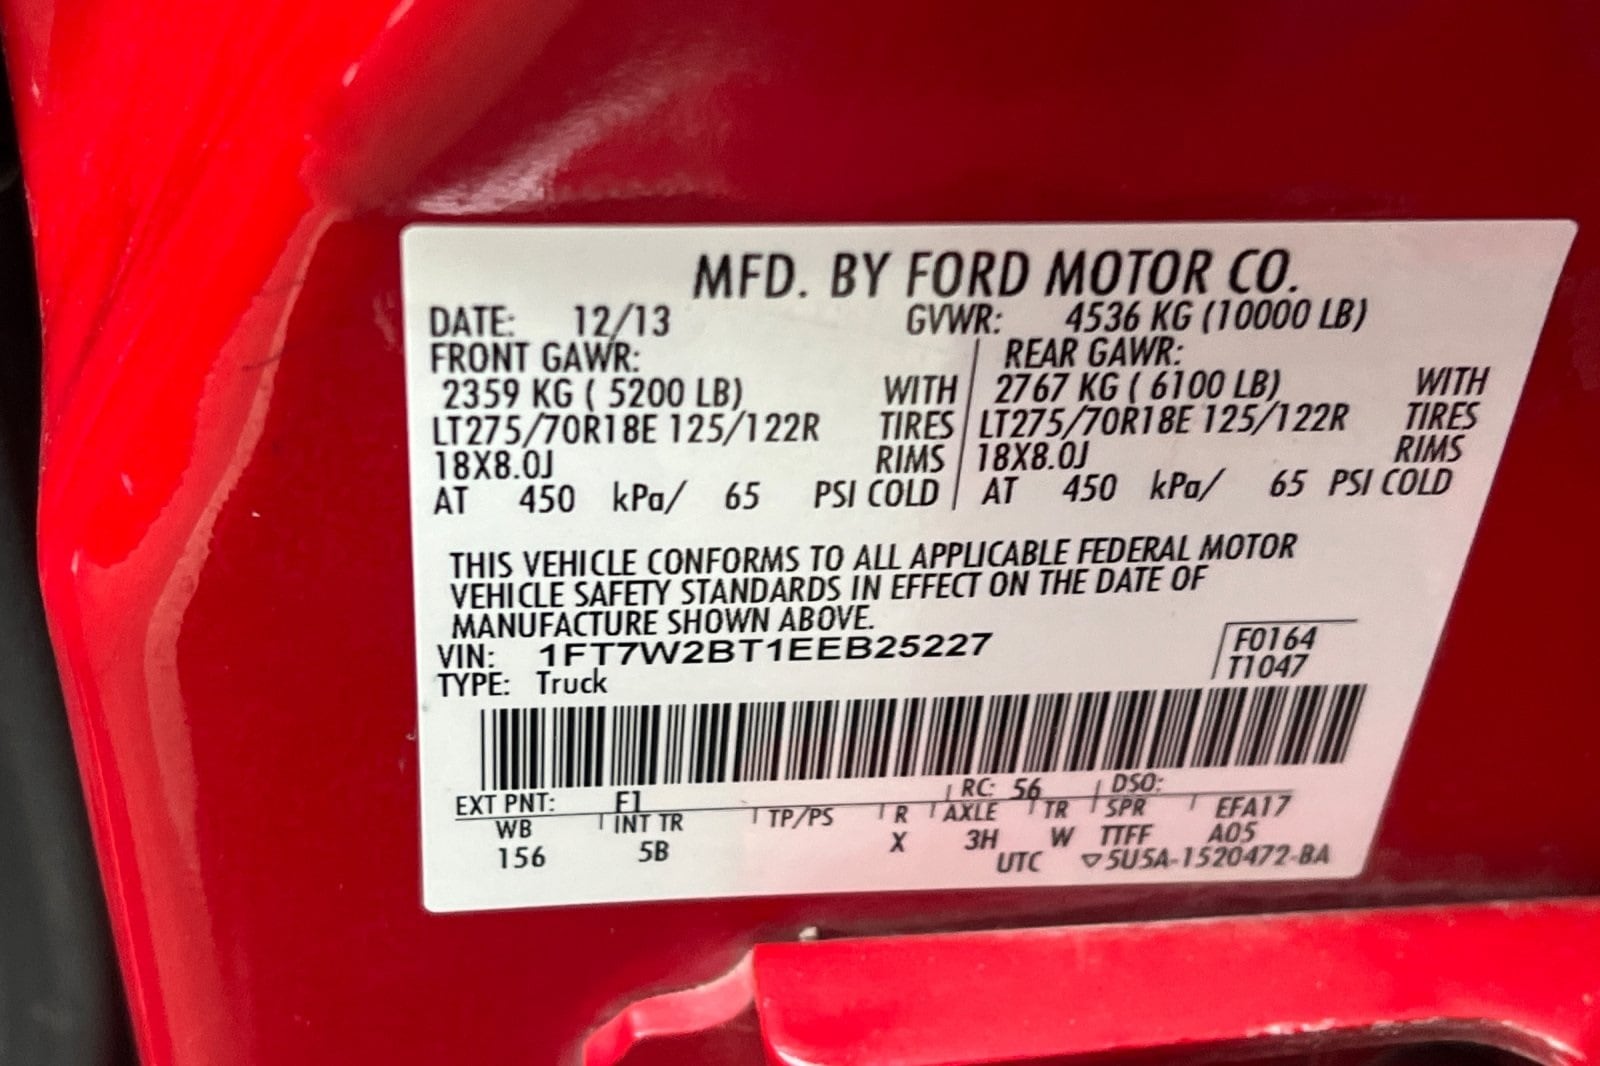 MFD. BY FORD MOTOR CO.
DATE: 12/13 GVWR: 4536 KG (10000 LB)
FRONT GAWR: REAR GAWR:
2359 KG ( 5200 LB) WITH 2767 KG ( 6100 LB) WITH
LT275/70R18E 125/122R TIRES LT275/70R18E 125/122R TIRES
18X8.0J RIMS 18X8.0J RIMS
AT 450 kPa/ 65 PSI COLD AT 450 kPa/ 65 PSI COLD
THIS VEHICLE CONFORMS TO ALL APPLICABLE FEDERAL MOTOR
VEHICLE SAFETY STANDARDS IN EFFECT ON THE DATE OF
MANUFACTURE SHOWN ABOVE.
VIN: 1FT7W2BT1EEB25227 F0164
TYPE: Truck T1047
EXT PNT: F1 RC: 56 DSO:
WB INT TR TP/PS R AXLE TR SPR EFA17
156 5B X 3H W TTFF A05
UTC ▽5U5A-1520472-BA